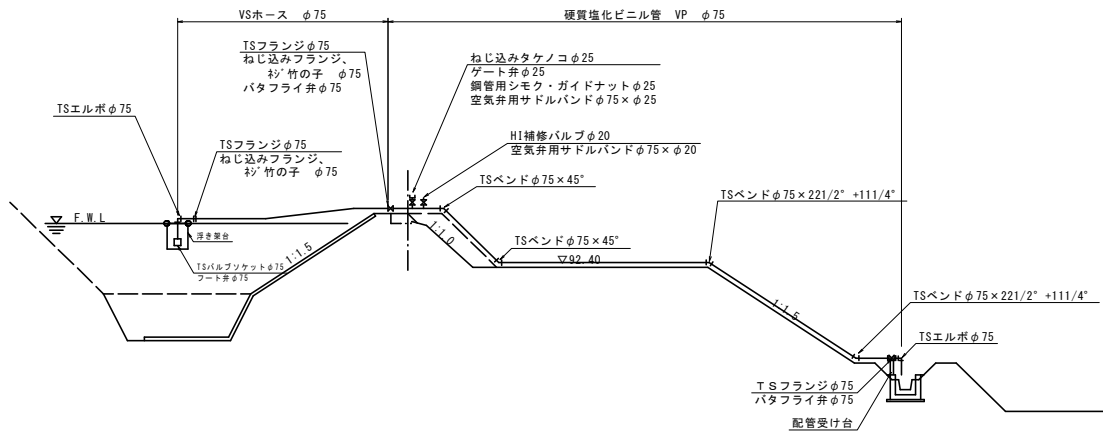 VSホース φ75
硬質塩化ビニル管 VP φ75
TSフランジφ75
ねじ込みフランジ、
ネジ竹の子 φ75
バタフライ弁φ75
ねじ込みタケノコφ25
ゲート弁φ25
鋼管用シモク・ガイドナットφ25
空気弁用サドルバンドφ75×φ25
TSエルボφ75
TSフランジφ75
ねじ込みフランジ、
ネジ竹の子 φ75
HI補修バルブφ20
空気弁用サドルバンドφ75×φ20
TSベンドφ75×45°
TSベンドφ75×221/2° +111/4°
F.W.L
浮き架台
1:1.5
1:1.0
TSベンドφ75×45°
▽92.40
TSバルブソケットφ75
フート弁φ75
1:1.5
TSベンドφ75×221/2° +111/4°
TSエルボφ75
TSフランジφ75
バタフライ弁φ75
配管受け台